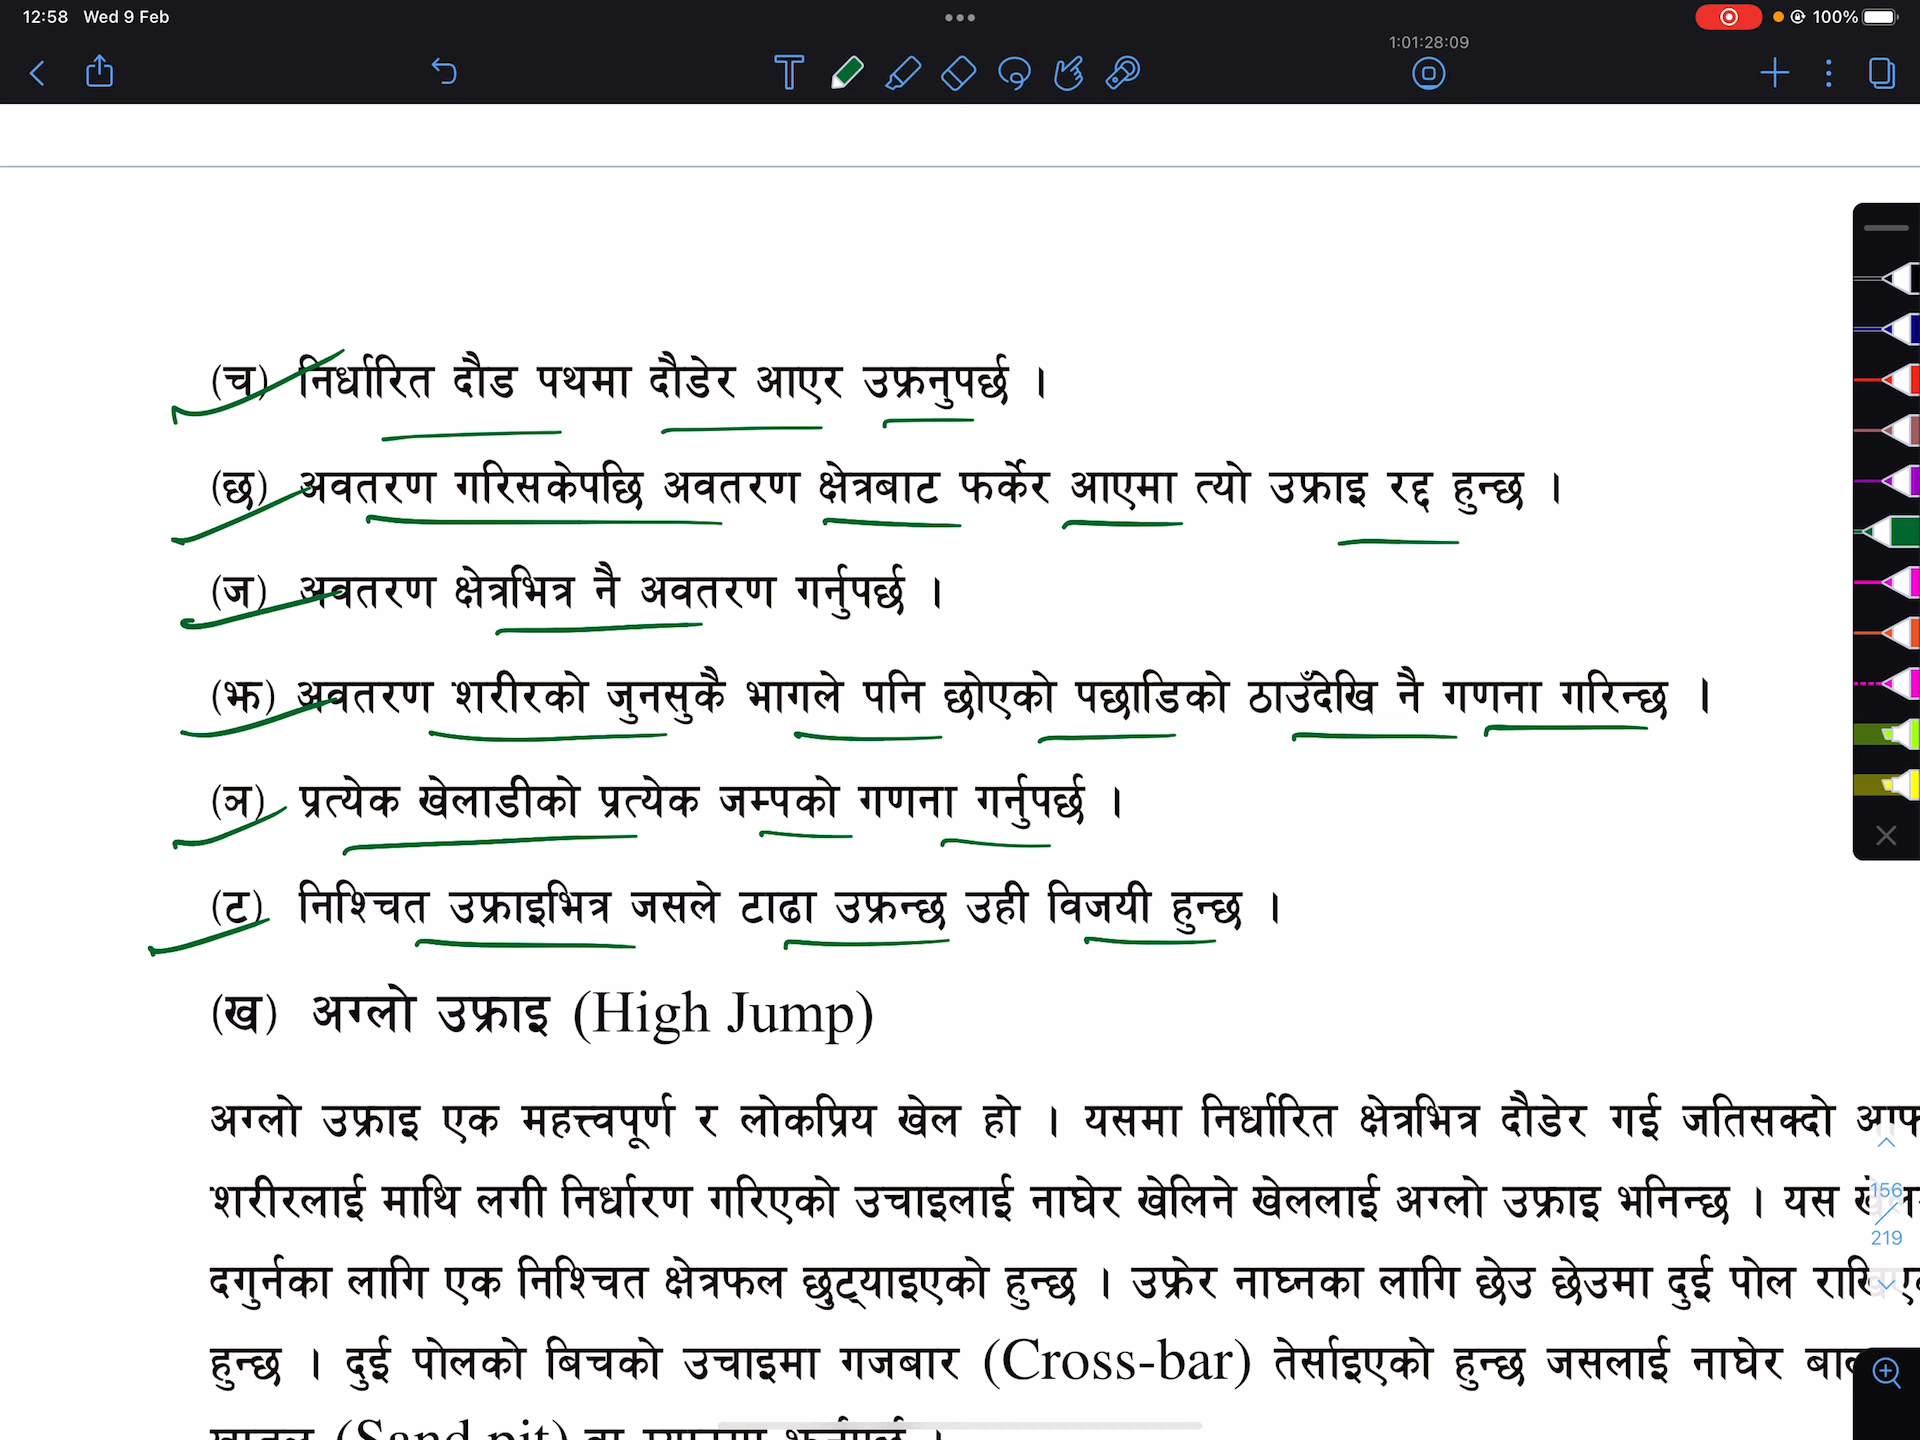 12:58 Wed 9 Feb
100%
1:01:28:09
(च) निर्धारित दौड पथमा दौडेर आएर उफ्रनुपर्छ ।
(छ) अवतरण गरिसकेपछि अवतरण क्षेत्रबाट फर्केर आएमा त्यो उफ्राइ रद्द हुन्छ ।
(ज) अवतरण क्षेत्रभित्र नै अवतरण गर्नुपर्छ ।
(झ) अवतरण शरीरको जुनसुकै भागले पनि छोएको पछाडिको ठाउँदेखि नै गणना गरिन्छ ।
(ञ) प्रत्येक खेलाडीको प्रत्येक जम्पको गणना गर्नुपर्छ ।
(ट) निश्चित उफ्राइभित्र जसले टाढा उफ्रन्छ उही विजयी हुन्छ ।
(ख) अग्लो उफ्राइ (High Jump)
अग्लो उफ्राइ एक महत्त्वपूर्ण र लोकप्रिय खेल हो । यसमा निर्धारित क्षेत्रभित्र दौडेर गई जतिसक्दो
शरीरलाई माथि लगी निर्धारण गरिएको उचाइलाई नाघेर खेलिने खेललाई अग्लो उफ्राइ भनिन्छ । यस
156
219
दगुर्नका लागि एक निश्चित क्षेत्रफल छुट्याइएको हुन्छ । उफ्रेर नाघ्नका लागि छेउ छेउमा दुई पोल
हुन्छ । दुई पोलको बिचको उचाइमा गजबार (Cross-bar) तेर्साइएको हुन्छ जसलाई नाघेर
(Sand pit) वा